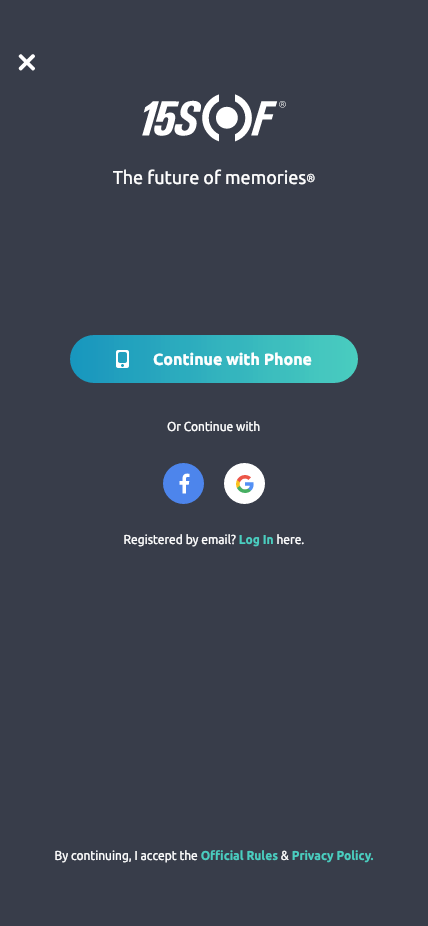 15SOF®
The future of memories®
Continue with Phone
Or Continue with
Registered by email? Log In here.
By continuing, I accept the Official Rules & Privacy Policy.